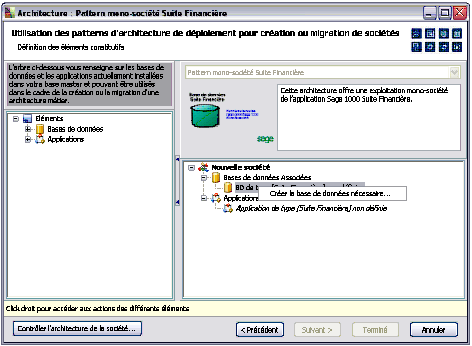 Architecture : Pattern mono-société Suite Financière
Utilisation des patterns d'architecture de déploiement pour création ou migration de sociétés
Définition des éléments constitutifs
L'arbre ci-dessous vous renseigne sur les bases de
données et les applications actuellement installées
dans votre base master et pouvant être utilisés
dans le cadre de la création ou la migration d'une
architecture métier.
Pattern mono-société Suite Financière
Base de données
Suite Financière
sage
Cette architecture offre une exploitation mono-société
de l'application Sage 1000 Suite Financière.
Eléments
Bases de données
Applications
Nouvelle société
Bases de données Associées
BD de
Créer la base de données nécessaire...
Applications
Application de type [Suite Financière] non définie
Click droit pour accéder aux actions des différents éléments
Contrôler l'architecture de la société...
< Précédent
Suivant >
Terminé
Annuler